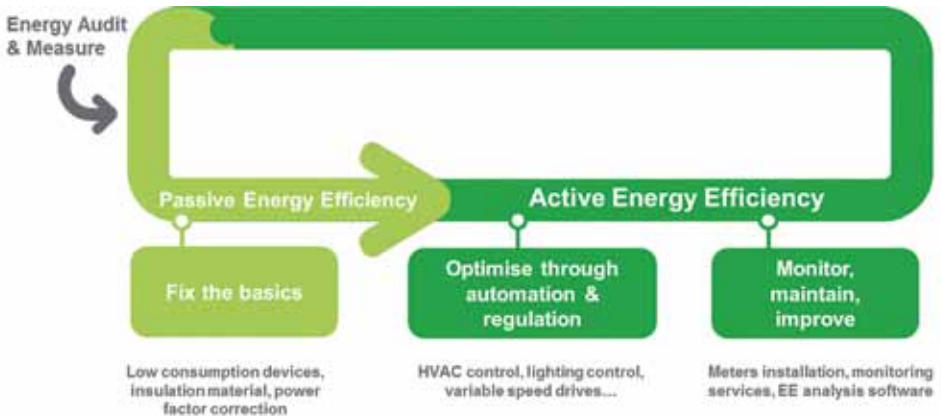 Energy Audit
& Measure
Passive Energy Efficiency
Active Energy Efficiency
Fix the basics
Optimise through
automation &
regulation
Monitor,
maintain,
improve
Low consumption devices,
insulation material, power
factor correction
HVAC control, lighting control,
variable speed drives...
Meters installation, monitoring
services, EE analysis software